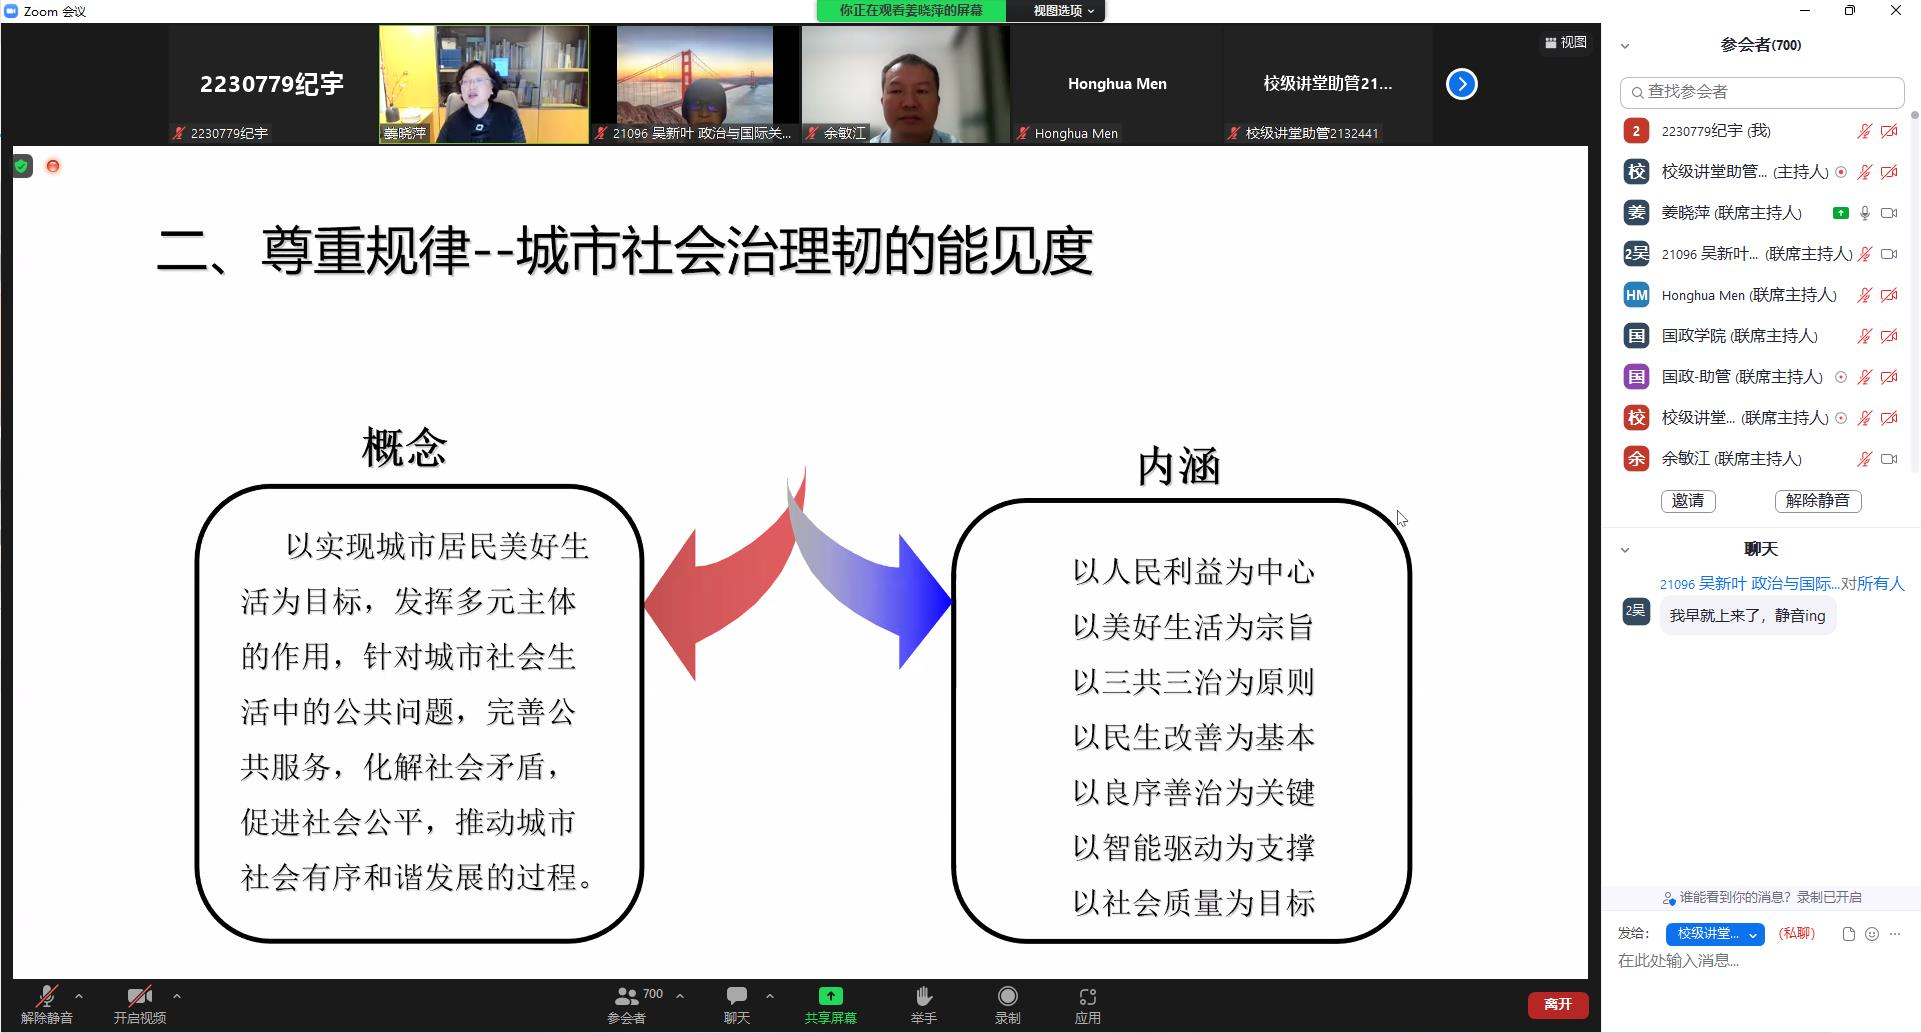 Zoom 会议
你正在观看姜晓萍的屏幕
视图选项
2230779纪宇
Honghua Men
校级讲堂助管21...
视图
2230779纪宇
姜晓萍
21096 吴新叶 政治与国际关...
余敏江
Honghua Men
校级讲堂助管2132441
二、尊重规律--城市社会治理韧的能见度
概念
以实现城市居民美好生
活为目标，发挥多元主体
的作用，针对城市社会生
活中的公共问题，完善公
共服务，化解社会矛盾，
促进社会公平，推动城市
社会有序和谐发展的过程。
内涵
以人民利益为中心
以美好生活为宗旨
以三共三治为原则
以民生改善为基本
以良序善治为关键
以智能驱动为支撑
以社会质量为目标
解除静音
开启视频
700
参会者
聊天
共享屏幕
举手
录制
应用
离开
参会者(700)
查找参会者
2 2230779纪宇 (我)
校 校级讲堂助管... (主持人)
姜 姜晓萍 (联席主持人)
2吴 21096 吴新叶... (联席主持人)
HM Honghua Men (联席主持人)
国 国政学院 (联席主持人)
国 国政-助管 (联席主持人)
校 校级讲堂... (联席主持人)
余 余敏江 (联席主持人)
邀请 解除静音
聊天
21096 吴新叶 政治与国际...对所有人
2吴 我早就上来了，静音ing
谁能看到你的消息？录制已开启
发给： 校级讲堂... (私聊)
在此处输入消息...